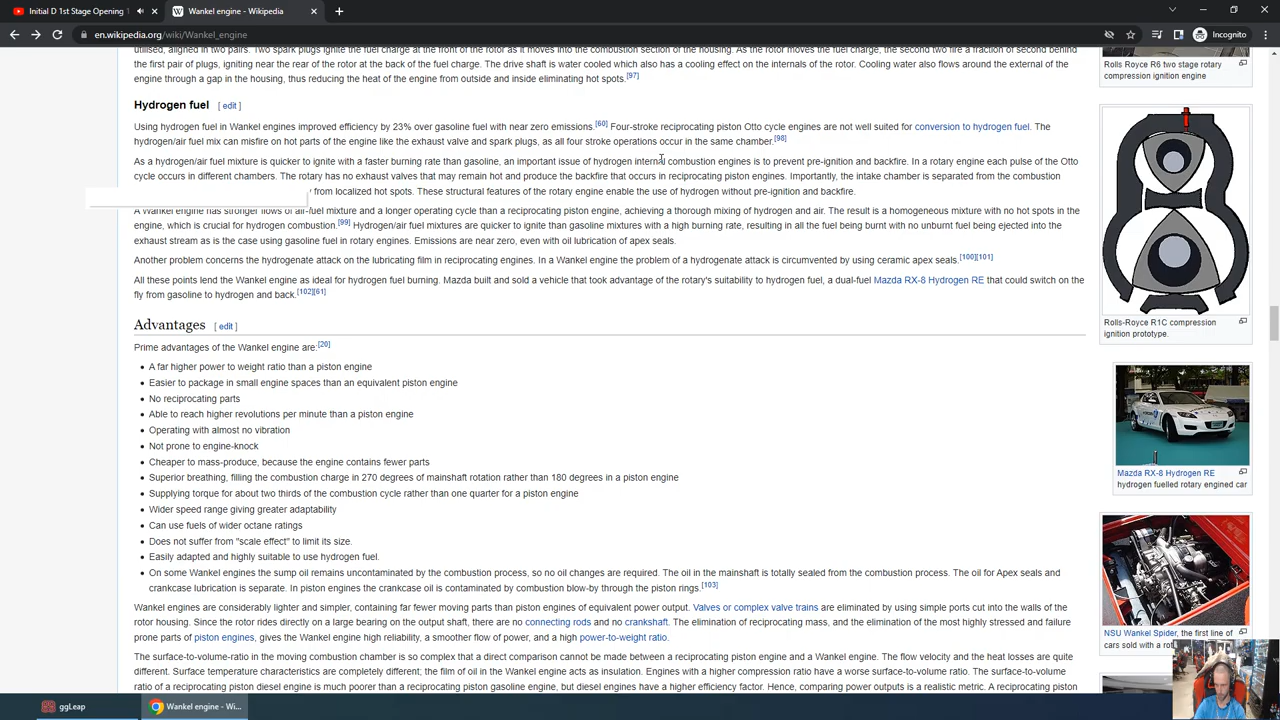 Initial D 1st Stage Opening 1
Wankel engine - Wikipedia
en.wikipedia.org/wiki/Wankel_engine
Incognito
utilised, aligned in two pairs. Two spark plugs ignite the fuel charge at the front of the rotor as it moves into the combustion section of the housing. As the rotor moves the fuel charge, the second two fire a fraction of second behind
the first pair of plugs, igniting near the rear of the rotor at the back of the fuel charge. The drive shaft is water cooled which also has a cooling effect on the internals of the rotor. Cooling water also flows around the external of the
engine through a gap in the housing, thus reducing the heat of the engine from outside and inside eliminating hot spots.[97]
Rolls Royce R6 two stage rotary
compression ignition engine
Hydrogen fuel [ edit ]
Using hydrogen fuel in Wankel engines improved efficiency by 23% over gasoline fuel with near zero emissions.[60] Four-stroke reciprocating piston Otto cycle engines are not well suited for conversion to hydrogen fuel. The
hydrogen/air fuel mix can misfire on hot parts of the engine like the exhaust valve and spark plugs, as all four stroke operations occur in the same chamber.[98]
As a hydrogen/air fuel mixture is quicker to ignite with a faster burning rate than gasoline, an important issue of hydrogen internal combustion engines is to prevent pre-ignition and backfire. In a rotary engine each pulse of the Otto
cycle occurs in different chambers. The rotary has no exhaust valves that may remain hot and produce the backfire that occurs in reciprocating piston engines. Importantly, the intake chamber is separated from the combustion
from localized hot spots. These structural features of the rotary engine enable the use of hydrogen without pre-ignition and backfire.
A Wankel engine has stronger flows of air-fuel mixture and a longer operating cycle than a reciprocating piston engine, achieving a thorough mixing of hydrogen and air. The result is a homogeneous mixture with no hot spots in the
engine, which is crucial for hydrogen combustion.[99] Hydrogen/air fuel mixtures are quicker to ignite than gasoline mixtures with a high burning rate, resulting in all the fuel being burnt with no unburnt fuel being ejected into the
exhaust stream as is the case using gasoline fuel in rotary engines. Emissions are near zero, even with oil lubrication of apex seals.
Another problem concerns the hydrogenate attack on the lubricating film in reciprocating engines. In a Wankel engine the problem of a hydrogenate attack is circumvented by using ceramic apex seals.[100][101]
All these points lend the Wankel engine as ideal for hydrogen fuel burning. Mazda built and sold a vehicle that took advantage of the rotary's suitability to hydrogen fuel, a dual-fuel Mazda RX-8 Hydrogen RE that could switch on the
fly from gasoline to hydrogen and back.[102][61]
Rolls-Royce R1C compression
ignition prototype.
Advantages [ edit ]
Prime advantages of the Wankel engine are:[20]
• A far higher power to weight ratio than a piston engine
• Easier to package in small engine spaces than an equivalent piston engine
• No reciprocating parts
• Able to reach higher revolutions per minute than a piston engine
• Operating with almost no vibration
• Not prone to engine-knock
• Cheaper to mass-produce, because the engine contains fewer parts
• Superior breathing, filling the combustion charge in 270 degrees of mainshaft rotation rather than 180 degrees in a piston engine
• Supplying torque for about two thirds of the combustion cycle rather than one quarter for a piston engine
• Wider speed range giving greater adaptability
• Can use fuels of wider octane ratings
• Does not suffer from "scale effect" to limit its size.
• Easily adapted and highly suitable to use hydrogen fuel.
• On some Wankel engines the sump oil remains uncontaminated by the combustion process, so no oil changes are required. The oil in the mainshaft is totally sealed from the combustion process. The oil for Apex seals and
crankcase lubrication is separate. In piston engines the crankcase oil is contaminated by combustion blow-by through the piston rings.[103]
Mazda RX-8 Hydrogen RE
hydrogen fuelled rotary engined car
Wankel engines are considerably lighter and simpler, containing far fewer moving parts than piston engines of equivalent power output. Valves or complex valve trains are eliminated by using simple ports cut into the walls of the
rotor housing. Since the rotor rides directly on a large bearing on the output shaft, there are no connecting rods and no crankshaft. The elimination of reciprocating mass, and the elimination of the most highly stressed and failure
prone parts of piston engines, gives the Wankel engine high reliability, a smoother flow of power, and a high power-to-weight ratio.
NSU Wankel Spider, the first line of
cars sold with a
The surface-to-volume-ratio in the moving combustion chamber is so complex that a direct comparison cannot be made between a reciprocating piston engine and a Wankel engine. The flow velocity and the heat losses are quite
different. Surface temperature characteristics are completely different; the film of oil in the Wankel engine acts as insulation. Engines with a higher compression ratio have a worse surface-to-volume ratio. The surface-to-volume
ratio of a reciprocating piston diesel engine is much poorer than a reciprocating piston gasoline engine, but diesel engines have a higher efficiency factor. Hence, comparing power outputs is a realistic metric. A reciprocating piston
ggLeap
Wankel engine - Wi...